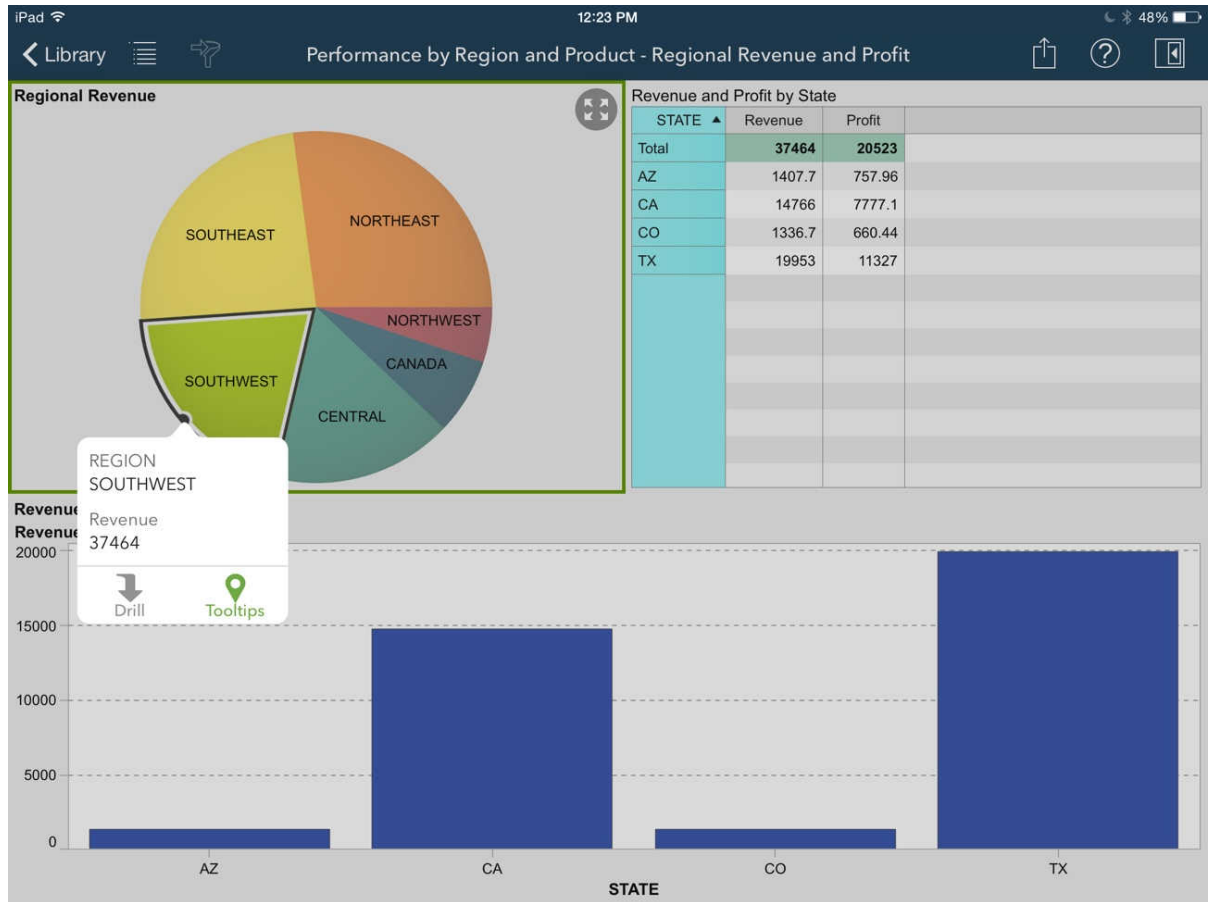 iPad 12:23 PM 48%
Library Performance by Region and Product - Regional Revenue and Profit ?
Regional Revenue
SOUTHEAST
NORTHEAST
NORTHWEST
CANADA
SOUTHWEST
CENTRAL
REGION
SOUTHWEST
Revenue
37464
Drill Tooltips
Revenue and Profit by State
STATE Revenue Profit
Total 37464 20523
AZ 1407.7 757.96
CA 14766 7777.1
CO 1336.7 660.44
TX 19953 11327
Revenue
Revenue
20000
15000
10000
5000
0
AZ CA CO TX
STATE